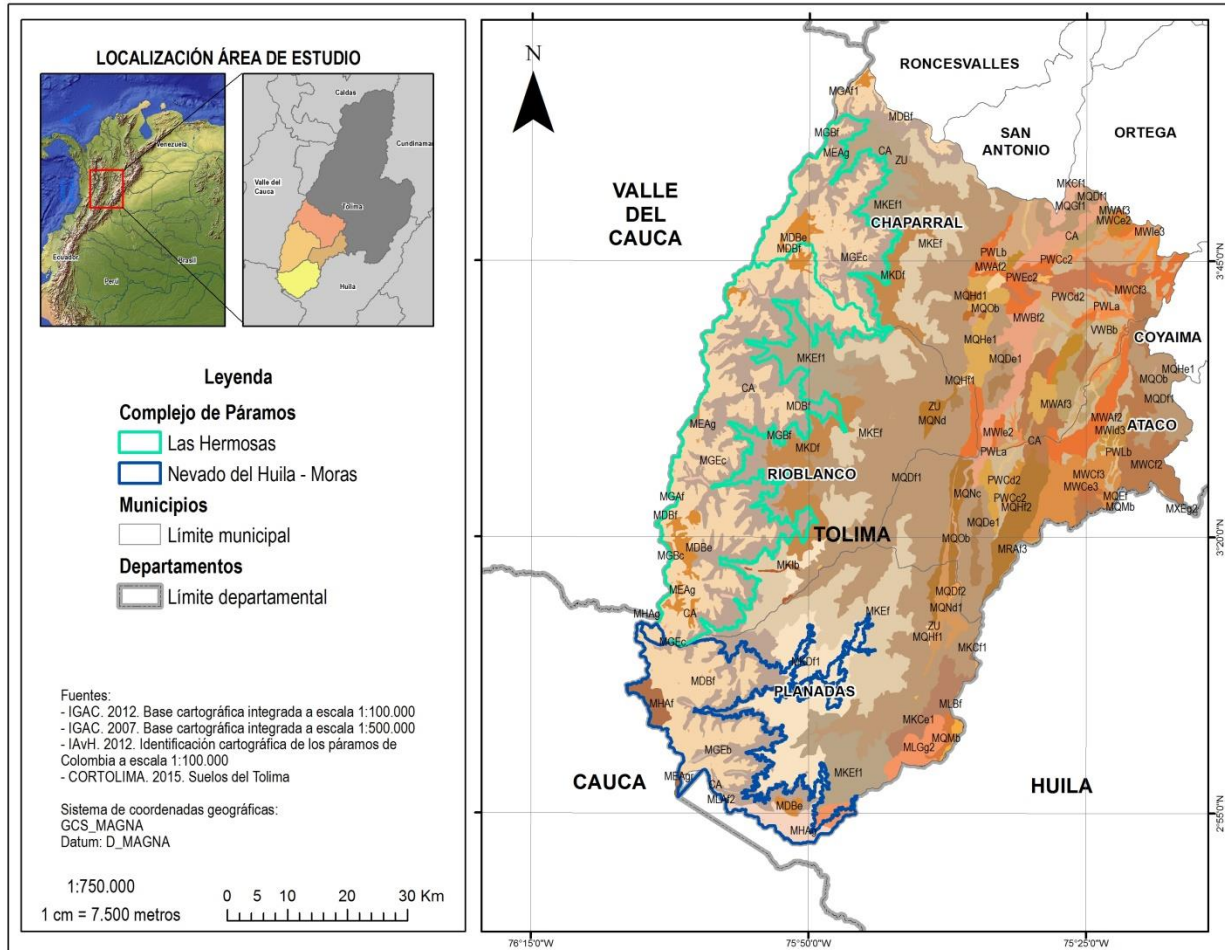 LOCALIZACIÓN ÁREA DE ESTUDIO
Venezuela
Ecuador
Perú
Brasil
Caldas
Cundinamar
Valle del
Cauca
Tolima
Huila
Leyenda
Complejo de Páramos
Las Hermosas
Nevado del Huila - Moras
Municipios
Límite municipal
Departamentos
Límite departamental
Fuentes:
- IGAC. 2012. Base cartográfica integrada a escala 1:100.000
- IGAC. 2007. Base cartográfica integrada a escala 1:500.000
- IAvH. 2012. Identificación cartográfica de los páramos de
Colombia a escala 1:100.000
- CORTOLIMA. 2015. Suelos del Tolima
Sistema de coordenadas geográficas:
GCS_MAGNA
Datum: D_MAGNA
1:750.000
1 cm = 7.500 metros
0 5 10 20 30 Km
N
RONCESVALLES
SAN
ANTONIO
ORTEGA
MGAf1
MDBf
MGBf
MEAg
CA
ZU
VALLE
DEL
CAUCA
MKEf1
CHAPARRAL
MKCf1
MQDf1
MQGf1
MWAf3
MWCe2
MWIe3
CA
MDBe
MDBf
MKEf
MGEc
MKDf
PWLb
MWAf2
PWCc2
PWEc2
3°45'0"N
MQHd1
MQOb
PWCd2
MWCf3
PWLa
MWBf2
VWBb
COYAIMA
MQHe1
MQDe1
MKEf1
CA
MQHf1
MQHe1
MQOb
MQDf1
MDBf
ZU
MQNd
MWAf3
MEAg
MGBf
MKDf
MKEf
MWIe2
MWAf2
MWId3
ATACO
CA
PWLa
PWLb
MGEc
RIOBLANCO
MQDf1
MWCf2
MWCf3
MWCe3
PWCd2
MGAf
MDBf
MQNc
PWCc2
MQHf2
MQEf
MQMb
MXEg2
TOLIMA
MQDe1
MDBe
MGBc
MQOb
MRAf3
3°20'0"N
MKIb
MEAg
MQDf2
MHAg
CA
MKEf
MQNd1
ZU
MQHf1
MGEc
MKCf1
MKDf1
MDBf
PLANADAS
MHAf
MLBf
MKCe1
MQMb
MLGg2
MGEb
CAUCA
MKEf1
HUILA
CA
MDBe
2°55'0"N
76°15'0"W
75°50'0"W
75°25'0"W